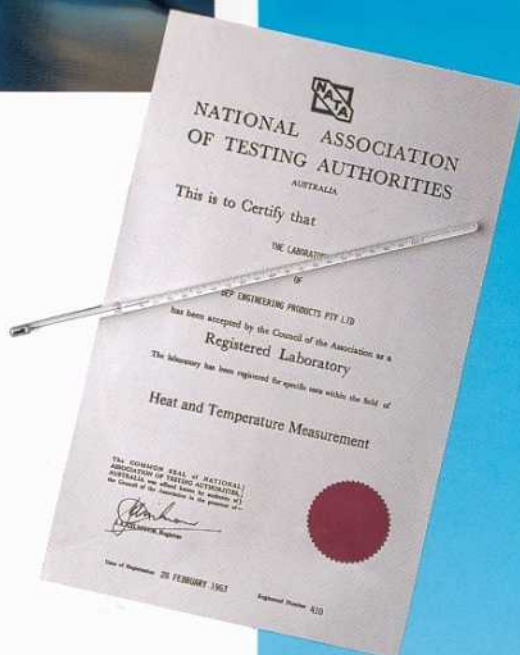 NATA
NATIONAL ASSOCIATION
OF TESTING AUTHORITIES
AUSTRALIA
This is to Certify that
THE LABORATORY
OF
DEP ENGINEERING PRODUCTS PTY LTD
has been accepted by the Council of the Association as a
Registered Laboratory
The laboratory has been registered for specific tests within the field of
Heat and Temperature Measurement
The COMMON SEAL of NATIONAL
ASSOCIATION OF TESTING AUTHORITIES,
AUSTRALIA was affixed hereto by authority of
the Council of the Association in the presence of—
Registrar
Date of Registration 28 FEBRUARY 1963
Registered Number 410